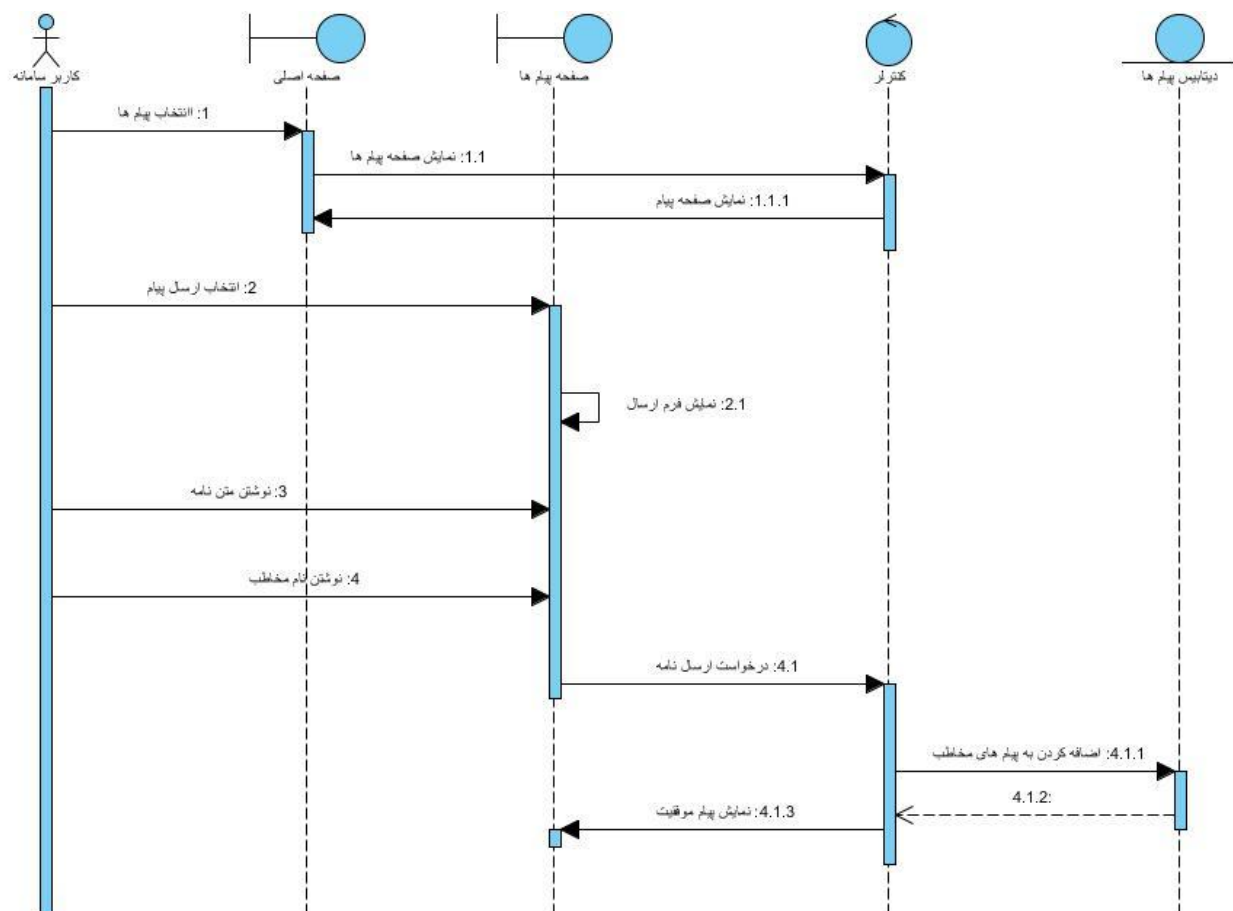 کاربر سامانه
صفحه اصلی
صفحه پیام ها
کنترلر
دیتابیس پیام ها
1: اانتخاب پیام ها
1.1: نمایش صفحه پیام ها
1.1.1: نمایش صفحه پیام
2: انتخاب ارسال پیام
2.1: نمایش فرم ارسال
3: نوشتن متن نامه
4: نوشتن نام مخاطب
4.1: درخواست ارسال نامه
4.1.1: اضافه کردن به پیام های مخاطب
4.1.2:
4.1.3: نمایش پیام موفقیت